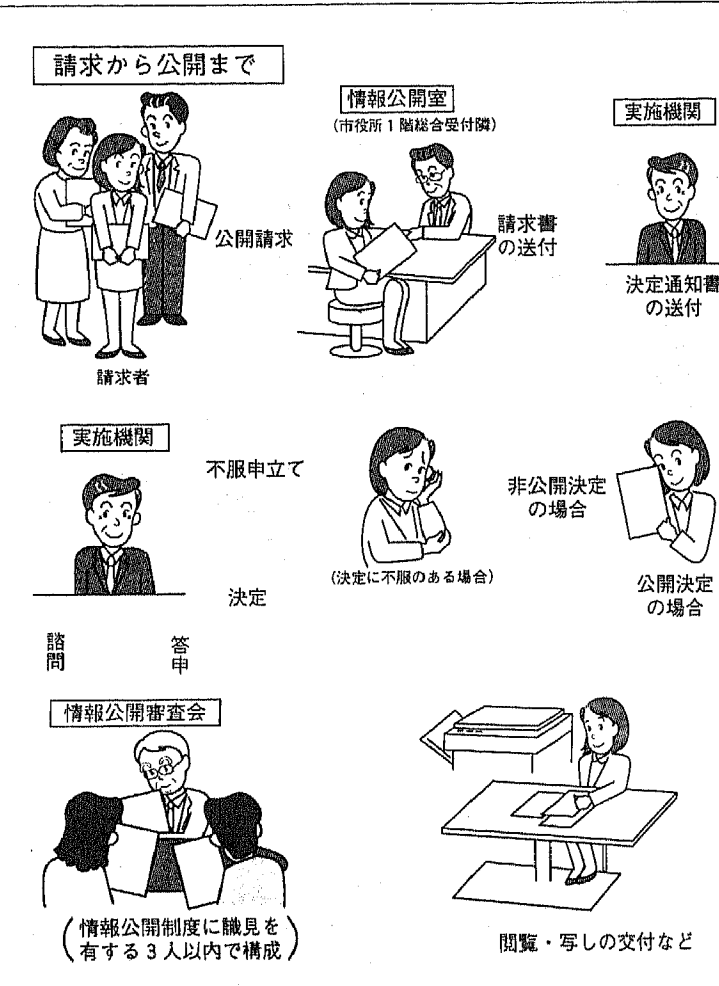 請求から公開まで
情報公開室
(市役所1階総合受付隣)
実施機関
公開請求
請求書
の送付
決定通知書
の送付
請求者
実施機関
不服申立て
決定
(決定に不服のある場合)
非公開決定
の場合
公開決定
の場合
諮問
答申
情報公開審査会
(情報公開制度に識見を
有する3人以内で構成)
閲覧・写しの交付など